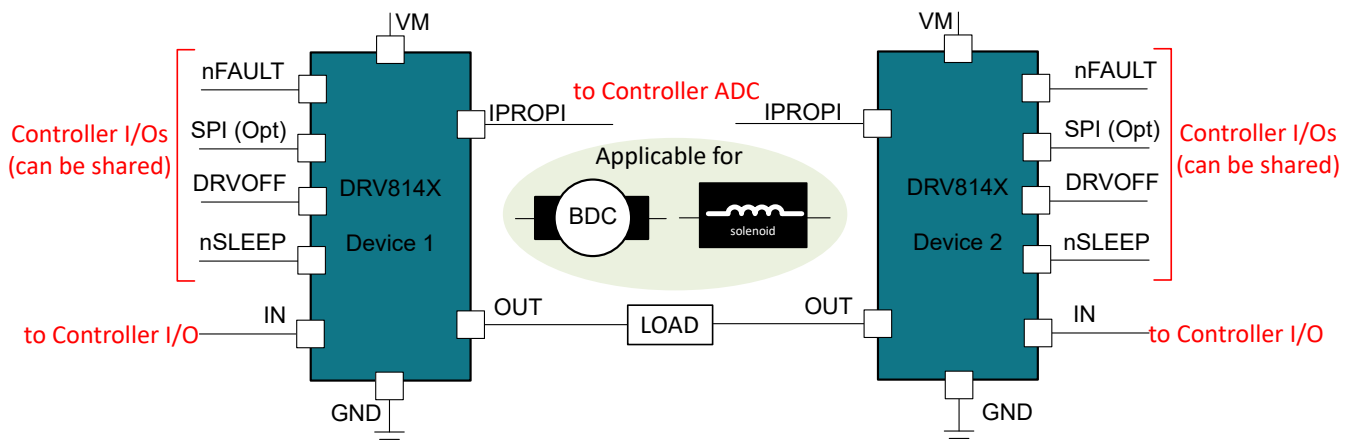 VM
nFAULT
SPI (Opt)
DRVOFF
nSLEEP
IN
Controller I/Os
(can be shared)
to Controller I/O
DRV814X
Device 1
IPROPI
OUT
GND
to Controller ADC
Applicable for
BDC
solenoid
LOAD
VM
IPROPI
OUT
DRV814X
Device 2
nFAULT
SPI (Opt)
DRVOFF
nSLEEP
IN
Controller I/Os
(can be shared)
to Controller I/O
GND